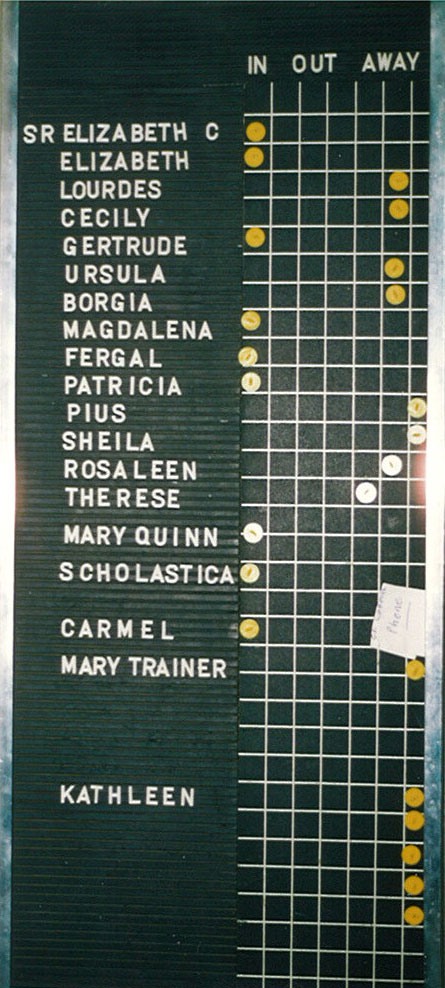 IN OUT AWAY
SR ELIZABETH C
ELIZABETH
LOURDES
CECILY
GERTRUDE
URSULA
BORGIA
MAGDALENA
FERGAL
PATRICIA
PIUS
SHEILA
ROSALEEN
THERESE
MARY QUINN
SCHOLASTICA
Phone
CARMEL
MARY TRAINER
KATHLEEN